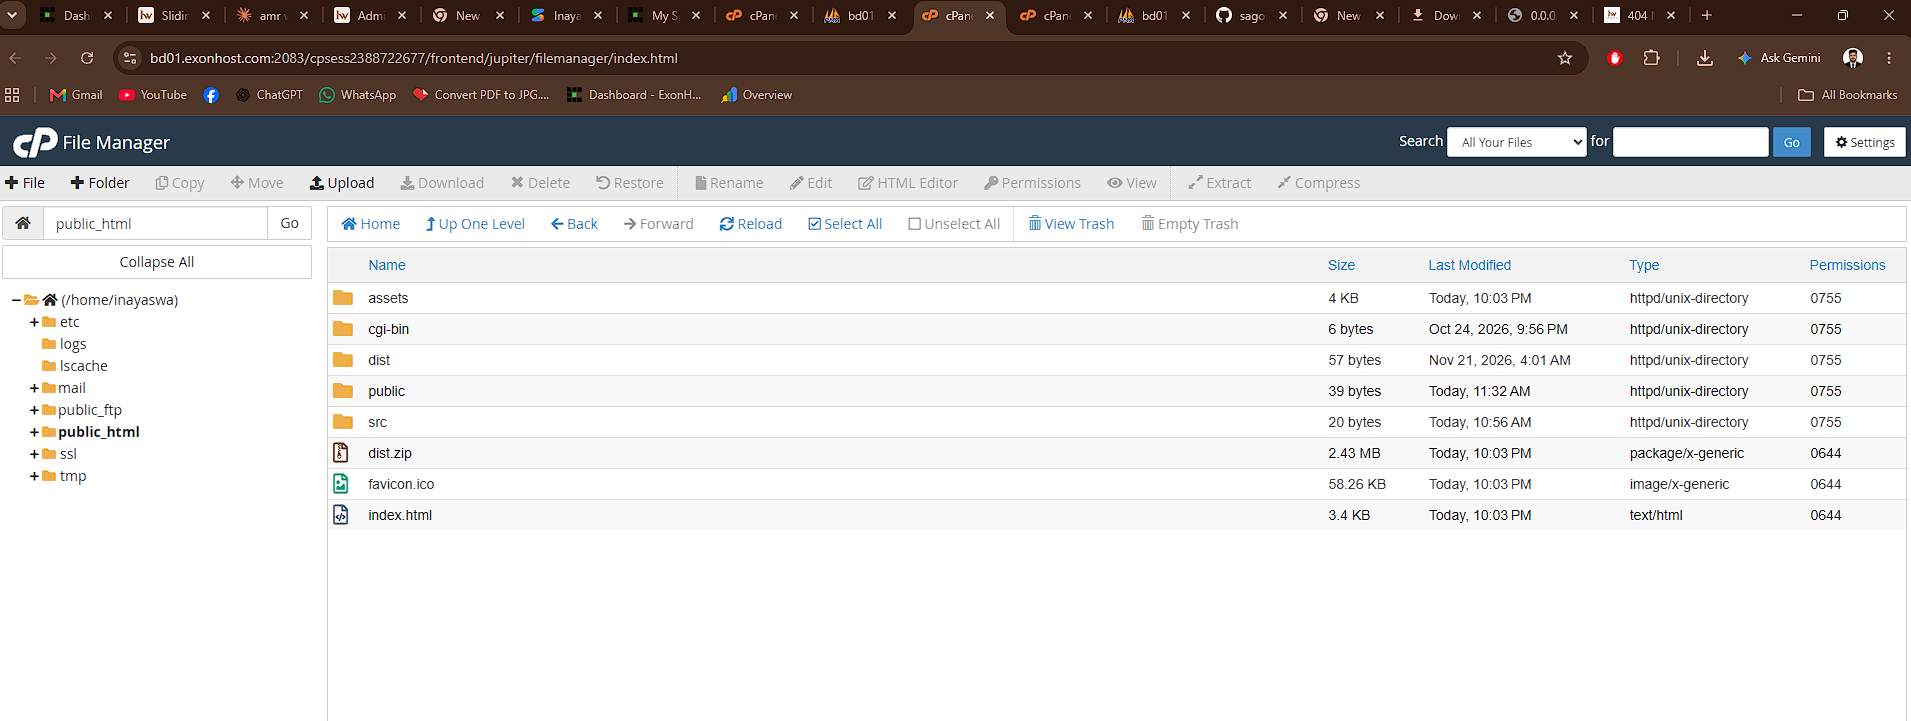 Dash
Slidin
amr
Admi
New
Inaya
My S
cPane
bd01
cPane
cPane
bd01
sago
New
Dow
0.0.0
404
bd01.exonhost.com:2083/cpsess2388722677/frontend/jupiter/filemanager/index.html
Ask Gemini
Gmail YouTube ChatGPT WhatsApp Convert PDF to JPG.... Dashboard - ExonH... Overview All Bookmarks
cP File Manager
Search All Your Files for Go Settings
File Folder Copy Move Upload Download Delete Restore Rename Edit HTML Editor Permissions View Extract Compress
public_html Go
Home Up One Level Back Forward Reload Select All Unselect All View Trash Empty Trash
Collapse All
(/home/inayaswa)
etc
logs
lscache
mail
public_ftp
public_html
ssl
tmp
Name Size Last Modified Type Permissions
assets 4 KB Today, 10:03 PM httpd/unix-directory 0755
cgi-bin 6 bytes Oct 24, 2026, 9:56 PM httpd/unix-directory 0755
dist 57 bytes Nov 21, 2026, 4:01 AM httpd/unix-directory 0755
public 39 bytes Today, 11:32 AM httpd/unix-directory 0755
src 20 bytes Today, 10:56 AM httpd/unix-directory 0755
dist.zip 2.43 MB Today, 10:03 PM package/x-generic 0644
favicon.ico 58.26 KB Today, 10:03 PM image/x-generic 0644
index.html 3.4 KB Today, 10:03 PM text/html 0644